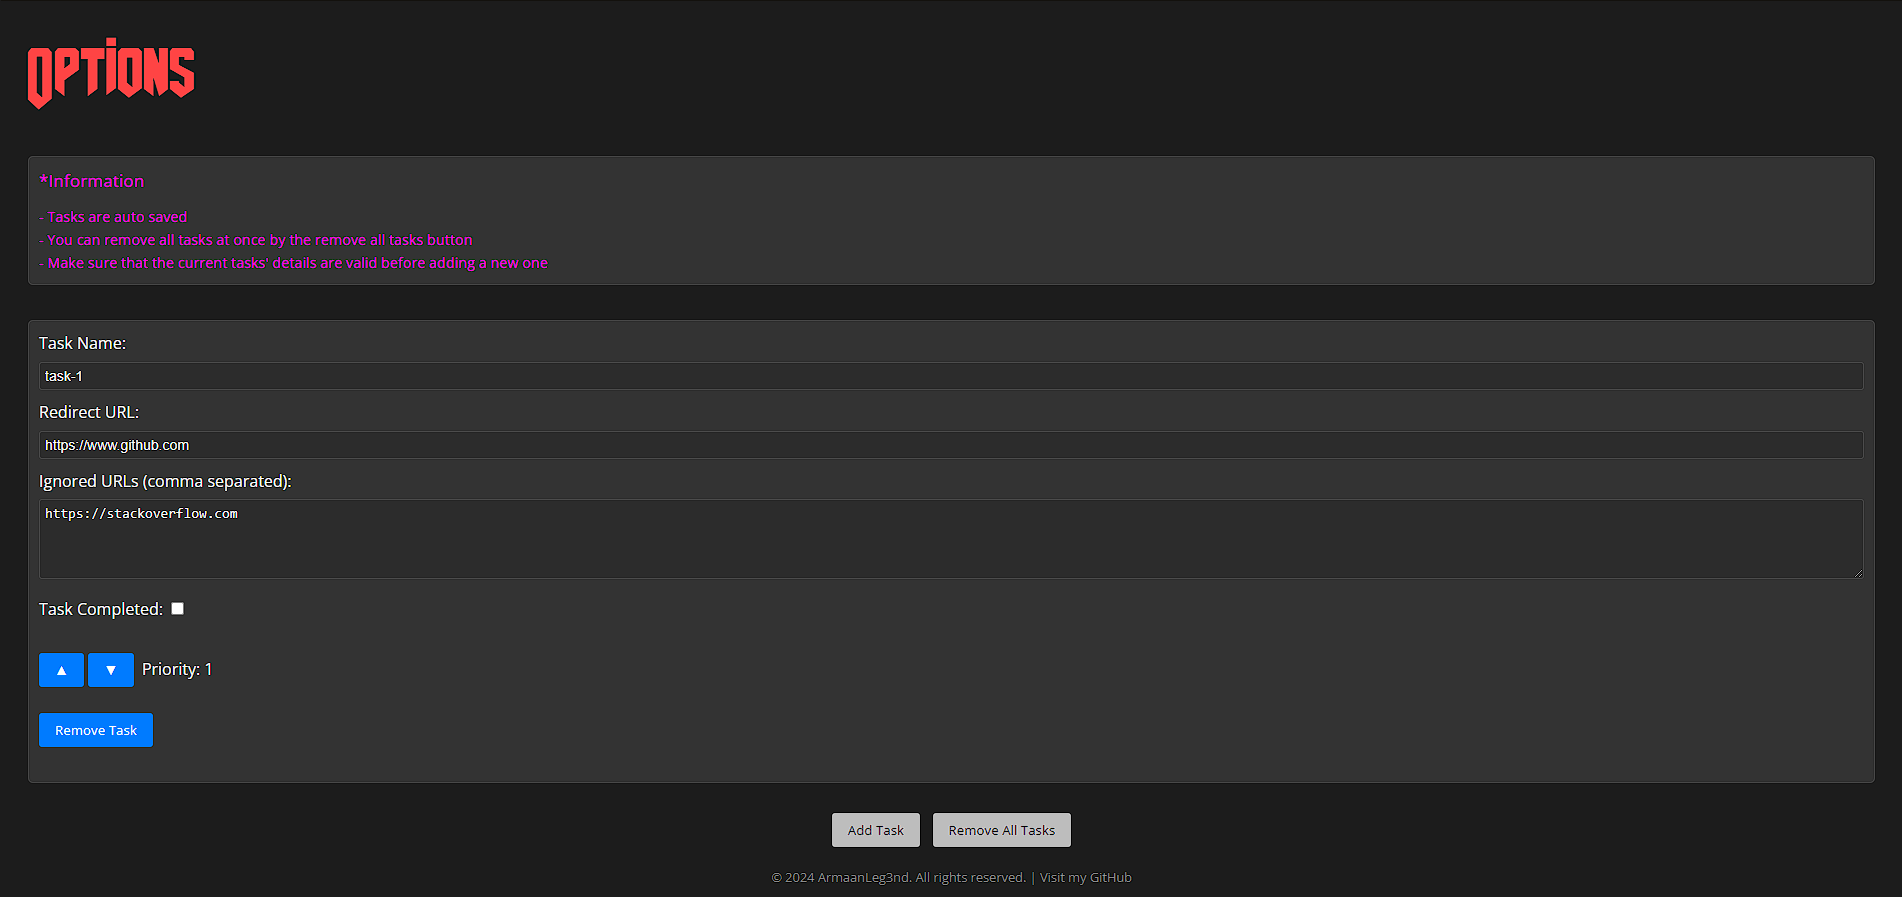 OPTIONS
*Information
- Tasks are auto saved
- You can remove all tasks at once by the remove all tasks button
- Make sure that the current tasks' details are valid before adding a new one
Task Name:
task-1
Redirect URL:
https://www.github.com
Ignored URLs (comma separated):
https://stackoverflow.com
Task Completed:
▲ ▼ Priority: 1
Remove Task
Add Task Remove All Tasks
© 2024 ArmaanLeg3nd. All rights reserved. | Visit my GitHub